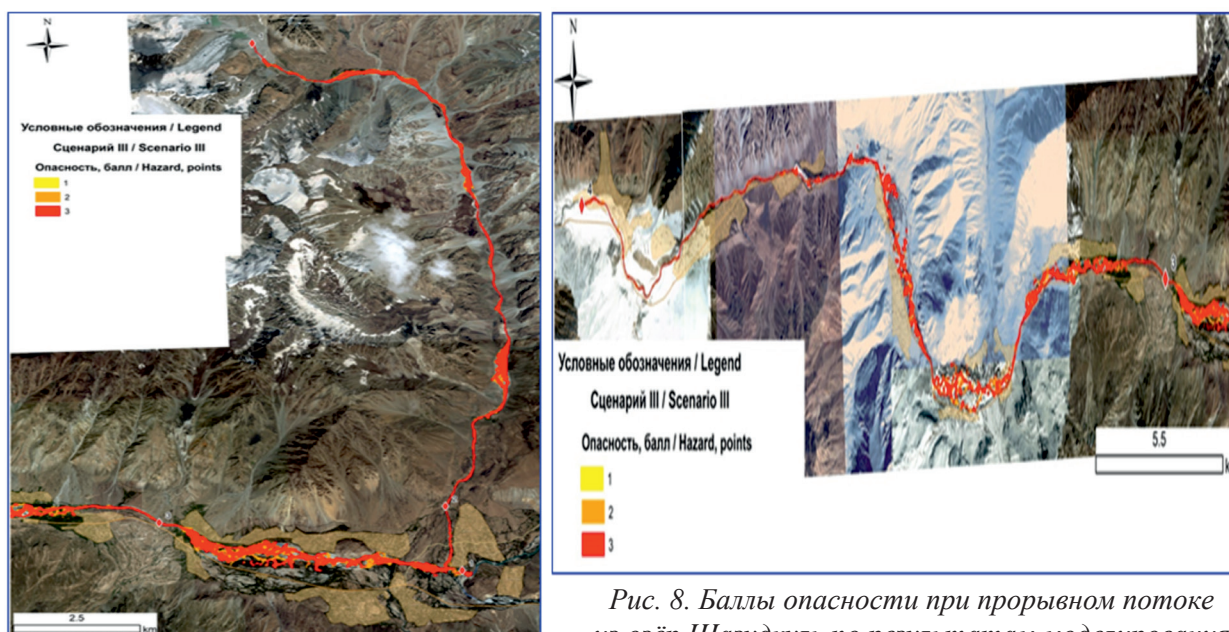 N
Условные обозначения / Legend
Сценарий III / Scenario III
Опасность, балл / Hazard, points
1
2
3
2.5
km
N
Условные обозначения / Legend
Сценарий III / Scenario III
Опасность, балл / Hazard, points
1
2
3
5.5
Рис. 8. Баллы опасности при прорывном потоке